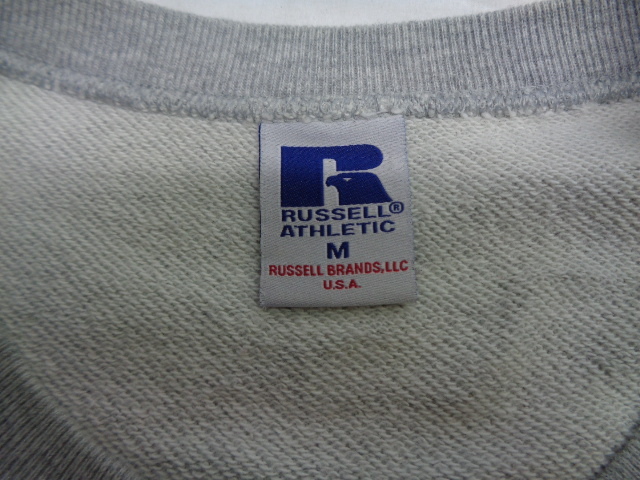 R
RUSSELL®
ATHLETIC
M
RUSSELL BRANDS, LLC
U.S.A.